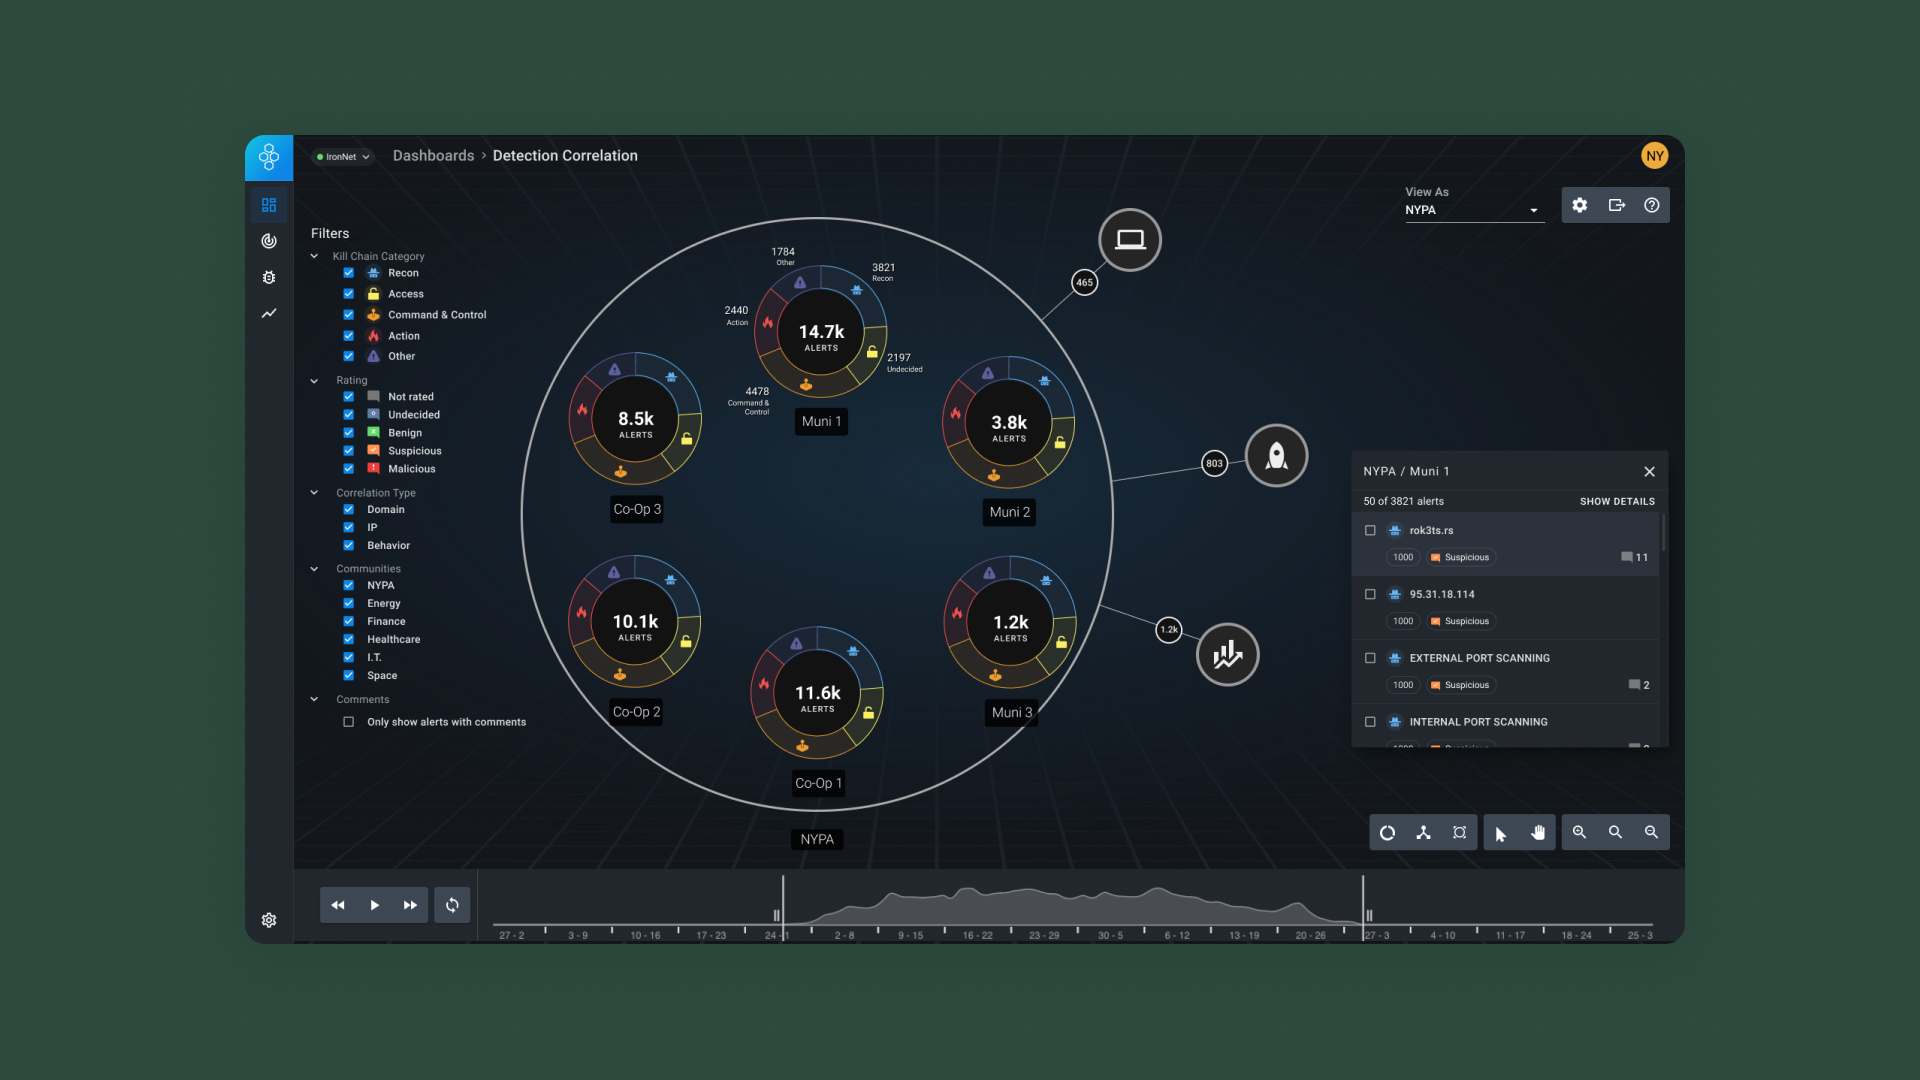 IronNet
Dashboards › Detection Correlation
NY
View As
NYPA
Filters
Kill Chain Category
Recon
Access
Command & Control
Action
Other
Rating
Not rated
Undecided
Benign
Suspicious
Malicious
Correlation Type
Domain
IP
Behavior
Communities
NYPA
Energy
Finance
Healthcare
I.T.
Space
Comments
Only show alerts with comments
1784
Other
3821
Recon
2440
Action
2197
Undecided
4478
Command &
Control
14.7k
ALERTS
Muni 1
8.5k
ALERTS
Co-Op 3
3.8k
ALERTS
Muni 2
10.1k
ALERTS
Co-Op 2
1.2k
ALERTS
Muni 3
11.6k
ALERTS
Co-Op 1
NYPA
465
803
1.2k
NYPA / Muni 1
50 of 3821 alerts SHOW DETAILS
rok3ts.rs
1000 Suspicious 11
95.31.18.114
1000 Suspicious
EXTERNAL PORT SCANNING
1000 Suspicious 2
INTERNAL PORT SCANNING
1000 Suspicious
27 - 2 3 - 9 10 - 16 17 - 23 24 - 1 2 - 8 9 - 15 16 - 22 23 - 29 30 - 5 6 - 12 13 - 19 20 - 26 27 - 3 4 - 10 11 - 17 18 - 24 25 - 3